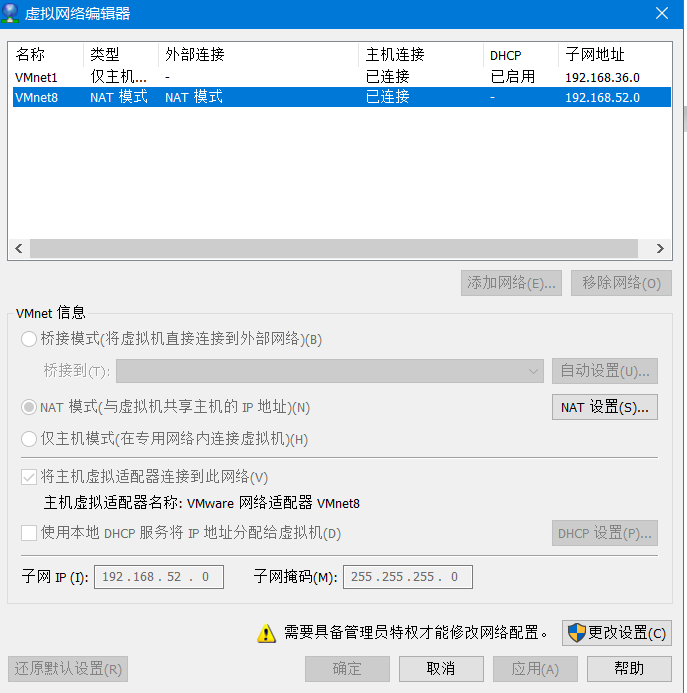 虚拟网络编辑器
名称 类型 外部连接 主机连接 DHCP 子网地址
VMnet1 仅主机... - 已连接 已启用 192.168.36.0
VMnet8 NAT 模式 NAT 模式 已连接 - 192.168.52.0
添加网络(E)... 移除网络(O)
VMnet 信息
桥接模式(将虚拟机直接连接到外部网络)(B)
桥接到(T): 自动设置(U)...
NAT 模式(与虚拟机共享主机的 IP 地址)(N) NAT 设置(S)...
仅主机模式(在专用网络内连接虚拟机)(H)
将主机虚拟适配器连接到此网络(V)
主机虚拟适配器名称: VMware 网络适配器 VMnet8
使用本地 DHCP 服务将 IP 地址分配给虚拟机(D) DHCP 设置(P)...
子网 IP (I): 192.168.52.0 子网掩码(M): 255.255.255.0
需要具备管理员特权才能修改网络配置。 更改设置(C)
还原默认设置(R) 确定 取消 应用(A) 帮助